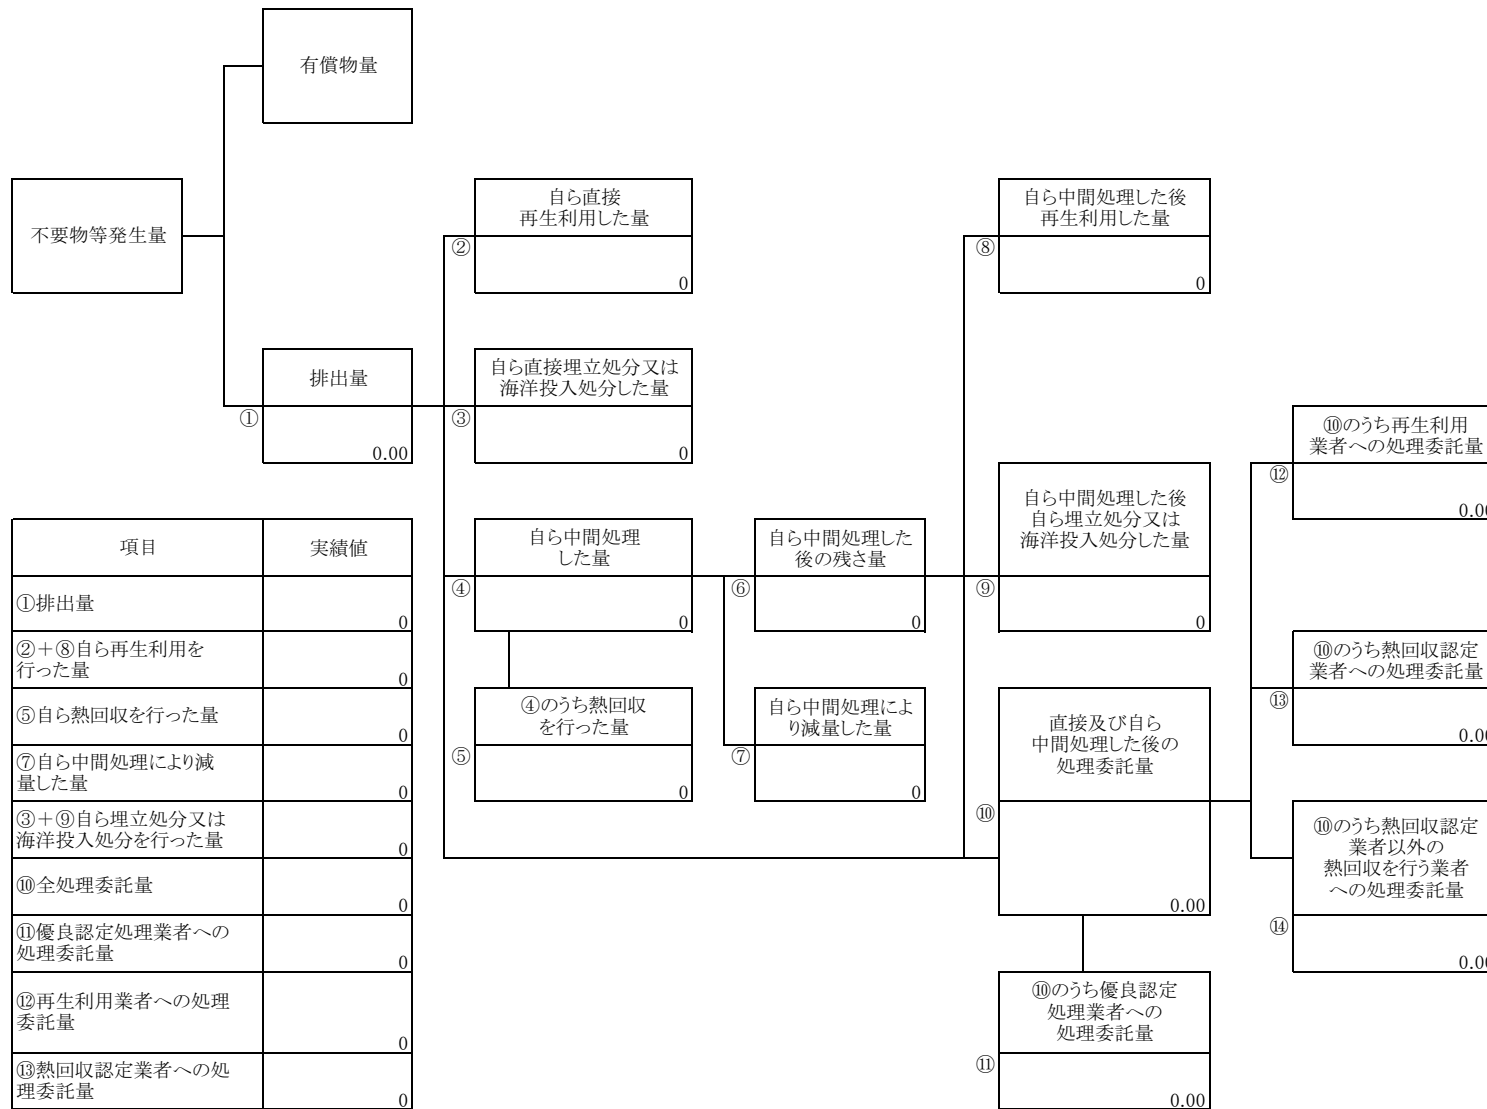 有償物量
不要物等発生量
排出量
①
0.00
自ら直接
再生利用した量
②
0
自ら直接埋立処分又は
海洋投入処分した量
③
0
自ら中間処理
した量
④
0
④のうち熱回収
を行った量
⑤
0
自ら中間処理した
後の残さ量
⑥
0
自ら中間処理によ
り減量した量
⑦
0
自ら中間処理した後
再生利用した量
⑧
0
自ら中間処理した後
自ら埋立処分又は
海洋投入処分した量
⑨
0
直接及び自ら
中間処理した後の
処理委託量
⑩
0.00
⑩のうち優良認定
処理業者への
処理委託量
⑪
0.00
⑩のうち再生利用
業者への処理委託量
⑫
0.00
⑩のうち熱回収認定
業者への処理委託量
⑬
0.00
⑩のうち熱回収認定
業者以外の
熱回収を行う業者
への処理委託量
⑭
0.00
項目 実績値
①排出量
0
②＋⑧自ら再生利用を
行った量
0
⑤自ら熱回収を行った量
0
⑦自ら中間処理により減
量した量
0
③＋⑨自ら埋立処分又は
海洋投入処分を行った量
0
⑩全処理委託量
0
⑪優良認定処理業者への
処理委託量
0
⑫再生利用業者への処理
委託量
0
⑬熱回収認定業者への処
理委託量
0